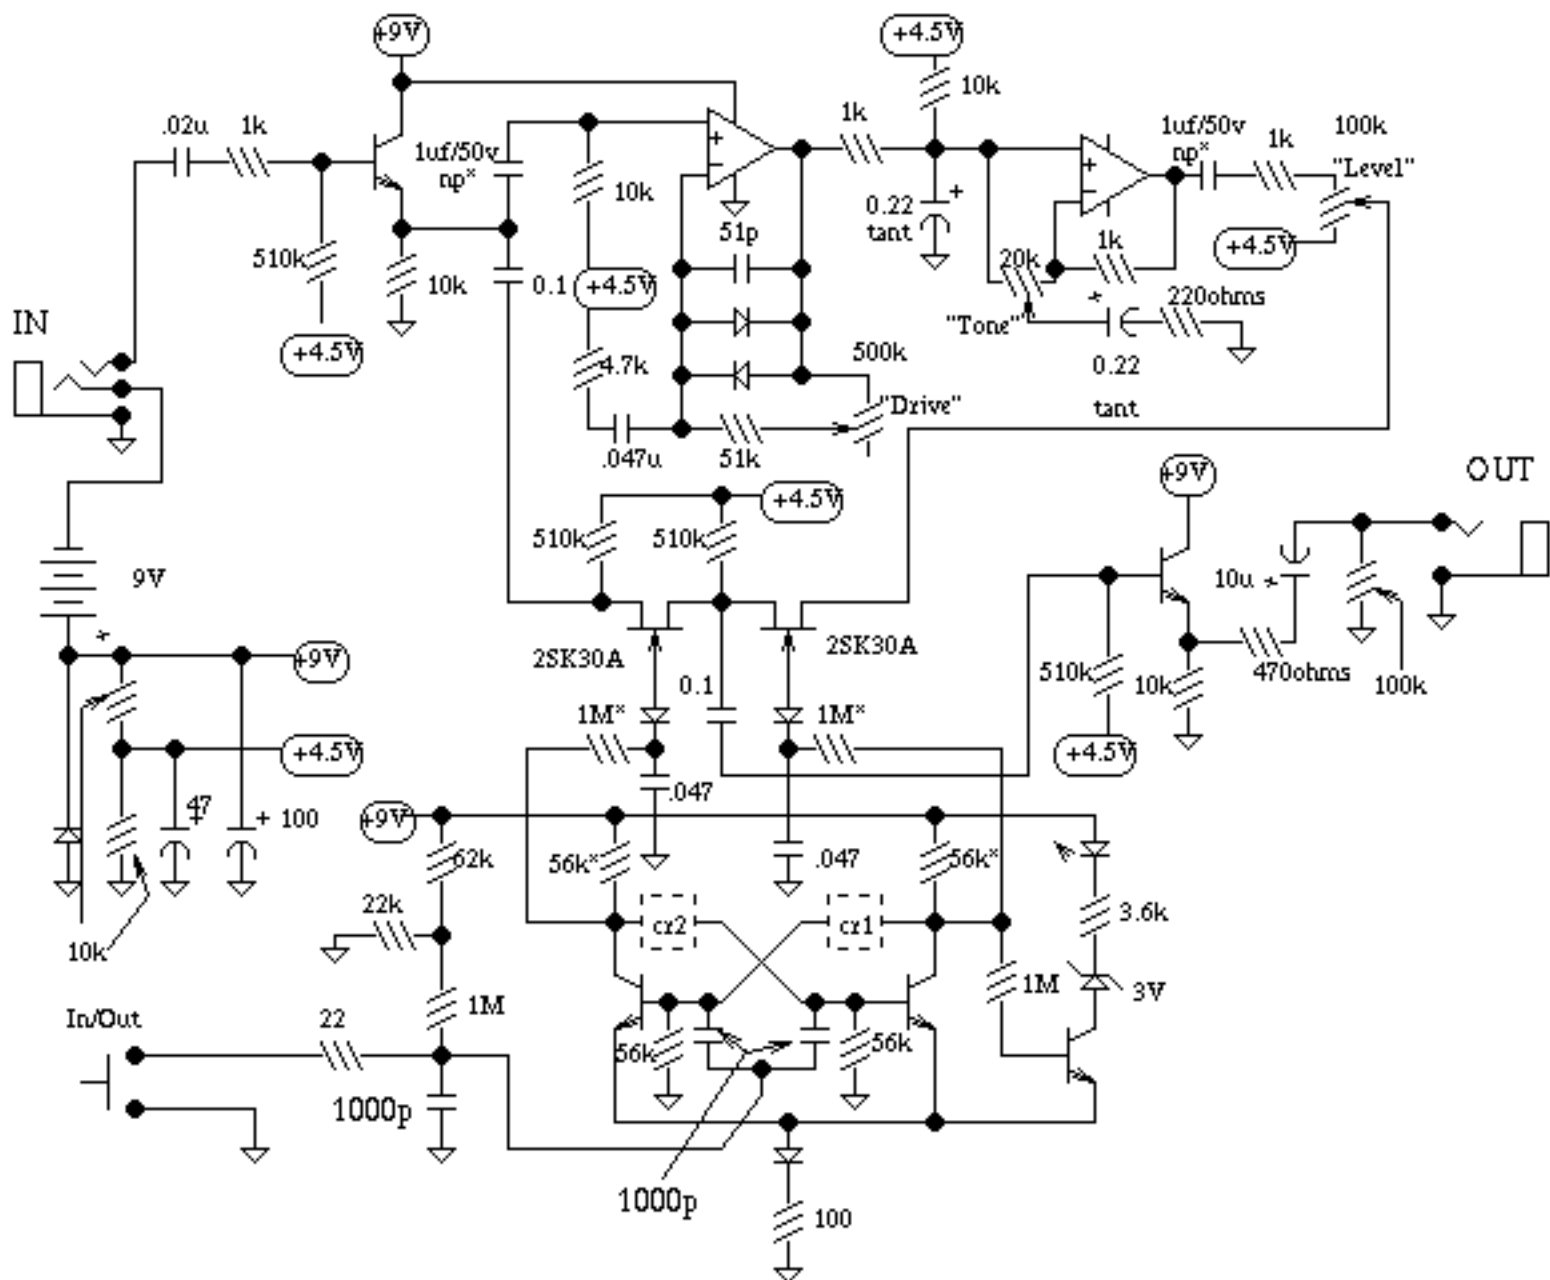 +9V
+4.5V
.02u
1k
1uf/50v
np*
10k
1k
10k
1uf/50v
np*
1k
100k
"Level"
510k
10k
0.1
+4.5V
51p
0.22
tant
20k
1k
+4.5V
"Tone"
220ohms
0.22
tant
IN
+4.5V
4.7k
500k
"Drive"
.047u
51k
+4.5V
510k
510k
+9V
OUT
9V
10u
2SK30A
2SK30A
+9V
0.1
510k
10k
470ohms
100k
1M*
1M*
+4.5V
+4.5V
47
100
.047
+9V
62k
56k*
.047
56k*
22k
cr2
cr1
3.6k
10k
1M
1M
3V
In/Out
22
56k
56k
1000p
1000p
100
+
-
+
-
+
+
+
+
+
+